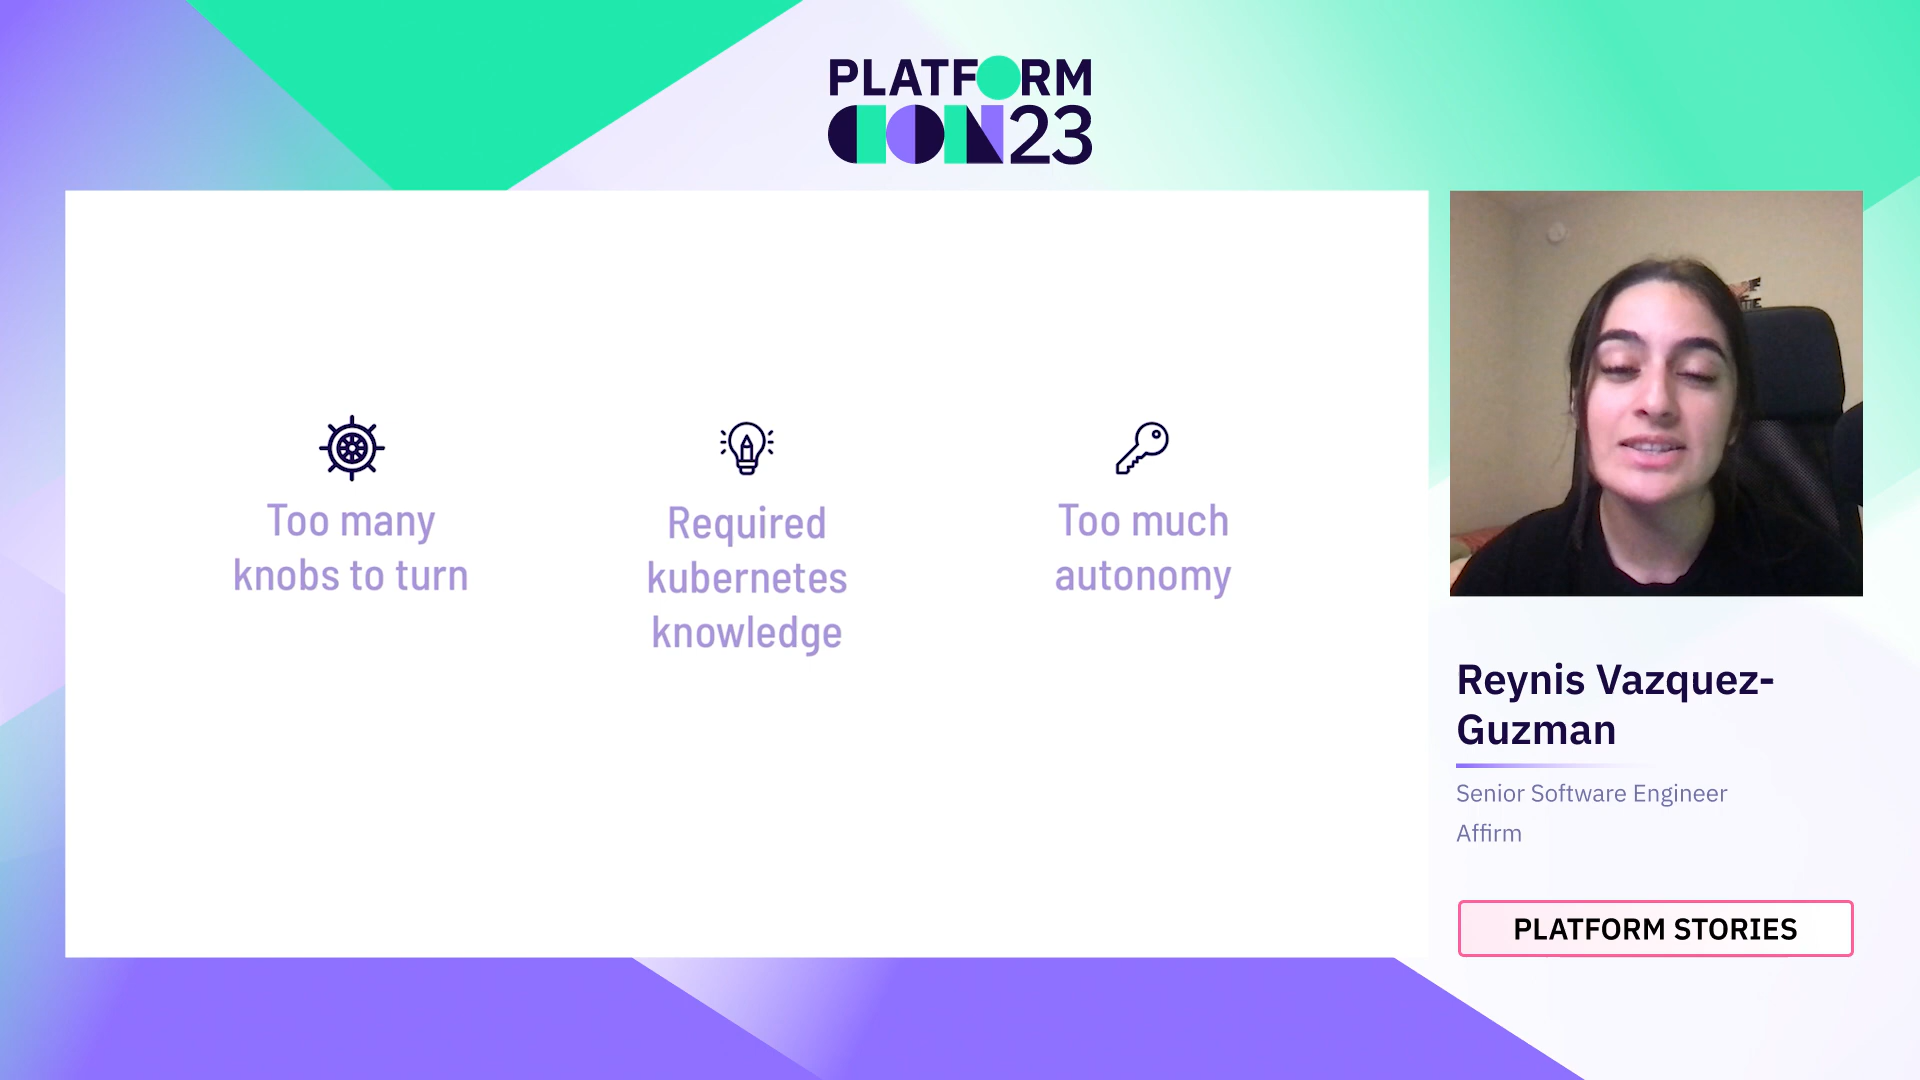 PLATFORM
CON23
Too many
knobs to turn
Required
kubernetes
knowledge
Too much
autonomy
Reynis Vazquez-
Guzman
Senior Software Engineer
Affirm
PLATFORM STORIES